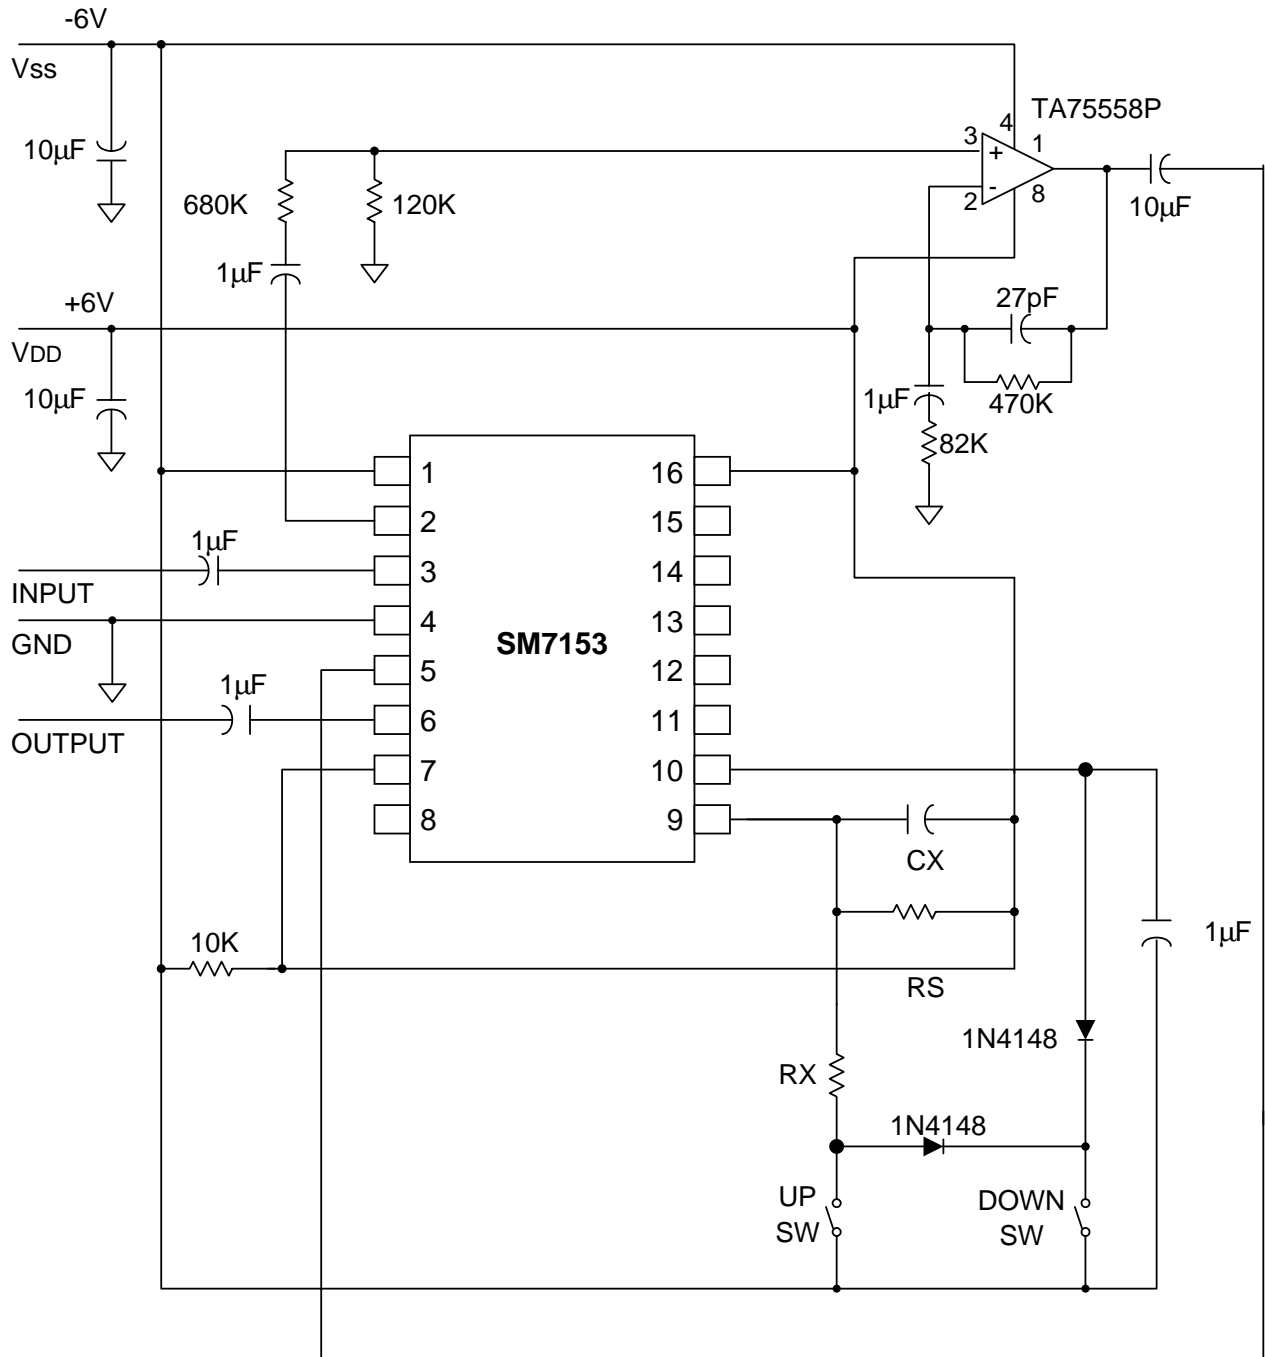 -6V
Vss
TA75558P
4
3
1
+
-
2
8
10μF
680K
120K
10μF
1μF
+6V
27pF
VDD
10μF
1μF
470K
82K
1
16
2
15
1μF
3
14
INPUT
4
13
GND
SM7153
5
12
1μF
6
11
OUTPUT
7
10
8
9
CX
10K
1μF
RS
1N4148
RX
1N4148
UP
SW
DOWN
SW